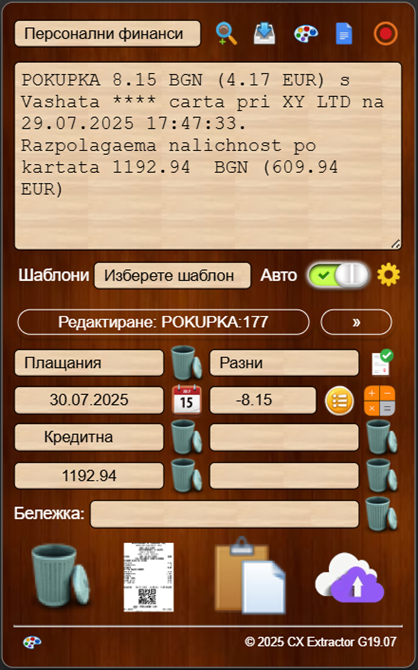 Персонални финанси
POKUPKA 8.15 BGN (4.17 EUR) s
Vashata **** carta pri XY LTD na
29.07.2025 17:47:33.
Razpolagaema nalichnost po
kartata 1192.94  BGN (609.94
EUR)
Шаблони Изберете шаблон Авто
Редактиране: POKUPKA:177 »
Плащания Разни
30.07.2025 15 -8.15
Кредитна
1192.94
Бележка:
© 2025 CX Extractor G19.07